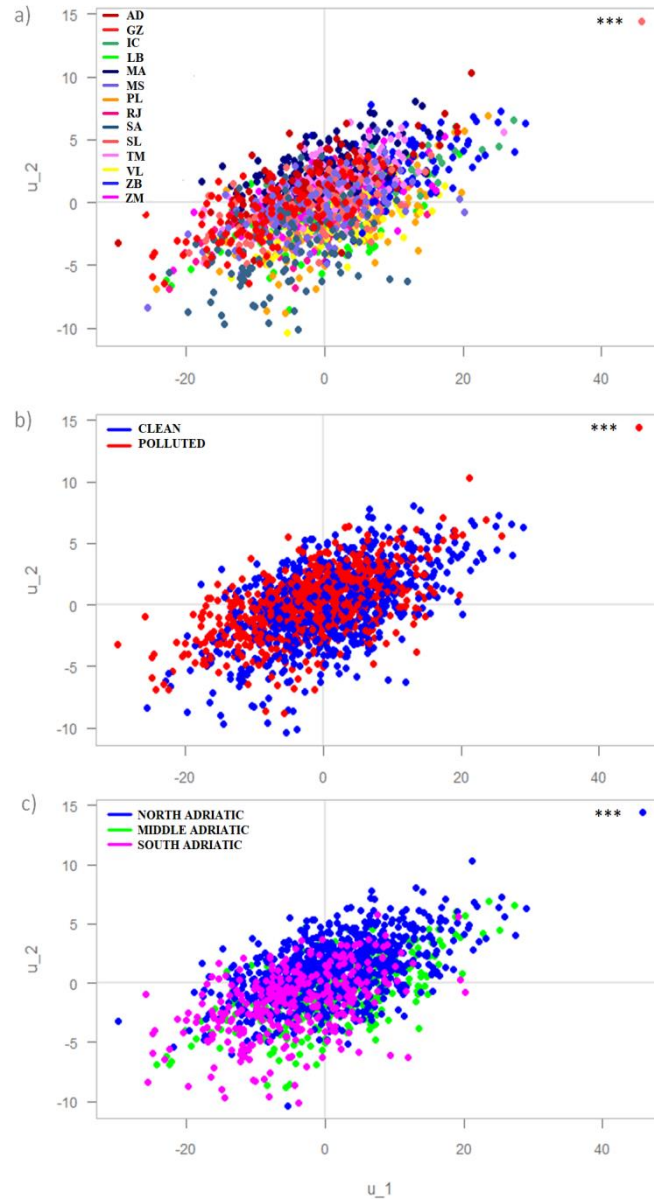 a)
AD
GZ
IC
LB
MA
MS
PL
RJ
SA
SL
TM
VL
ZB
ZM
***
15
10
5
0
-5
-10
u_2
-20
0
20
40
b)
CLEAN
POLLUTED
***
15
10
5
0
-5
-10
u_2
-20
0
20
40
c)
NORTH ADRIATIC
MIDDLE ADRIATIC
SOUTH ADRIATIC
***
15
10
5
0
-5
-10
u_2
-20
0
20
40
u_1